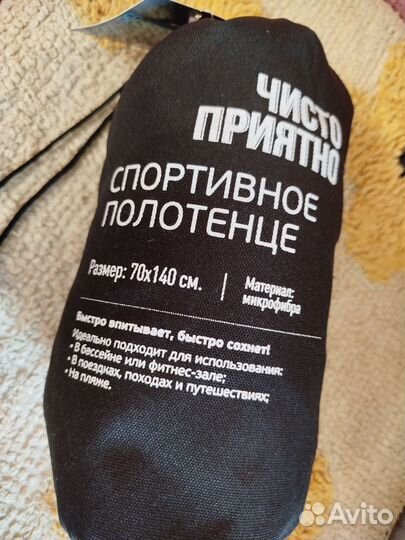 ЧИСТО
ПРИЯТНО
СПОРТИВНОЕ
ПОЛОТЕНЦЕ
Размер: 70х140 см.
Материал:
микрофибра
Быстро впитывает, быстро сохнет!
Идеально подходит для использования:
• В бассейне или фитнес-зале;
• В поездках, походах и путешествиях;
• На пляже.
Avito